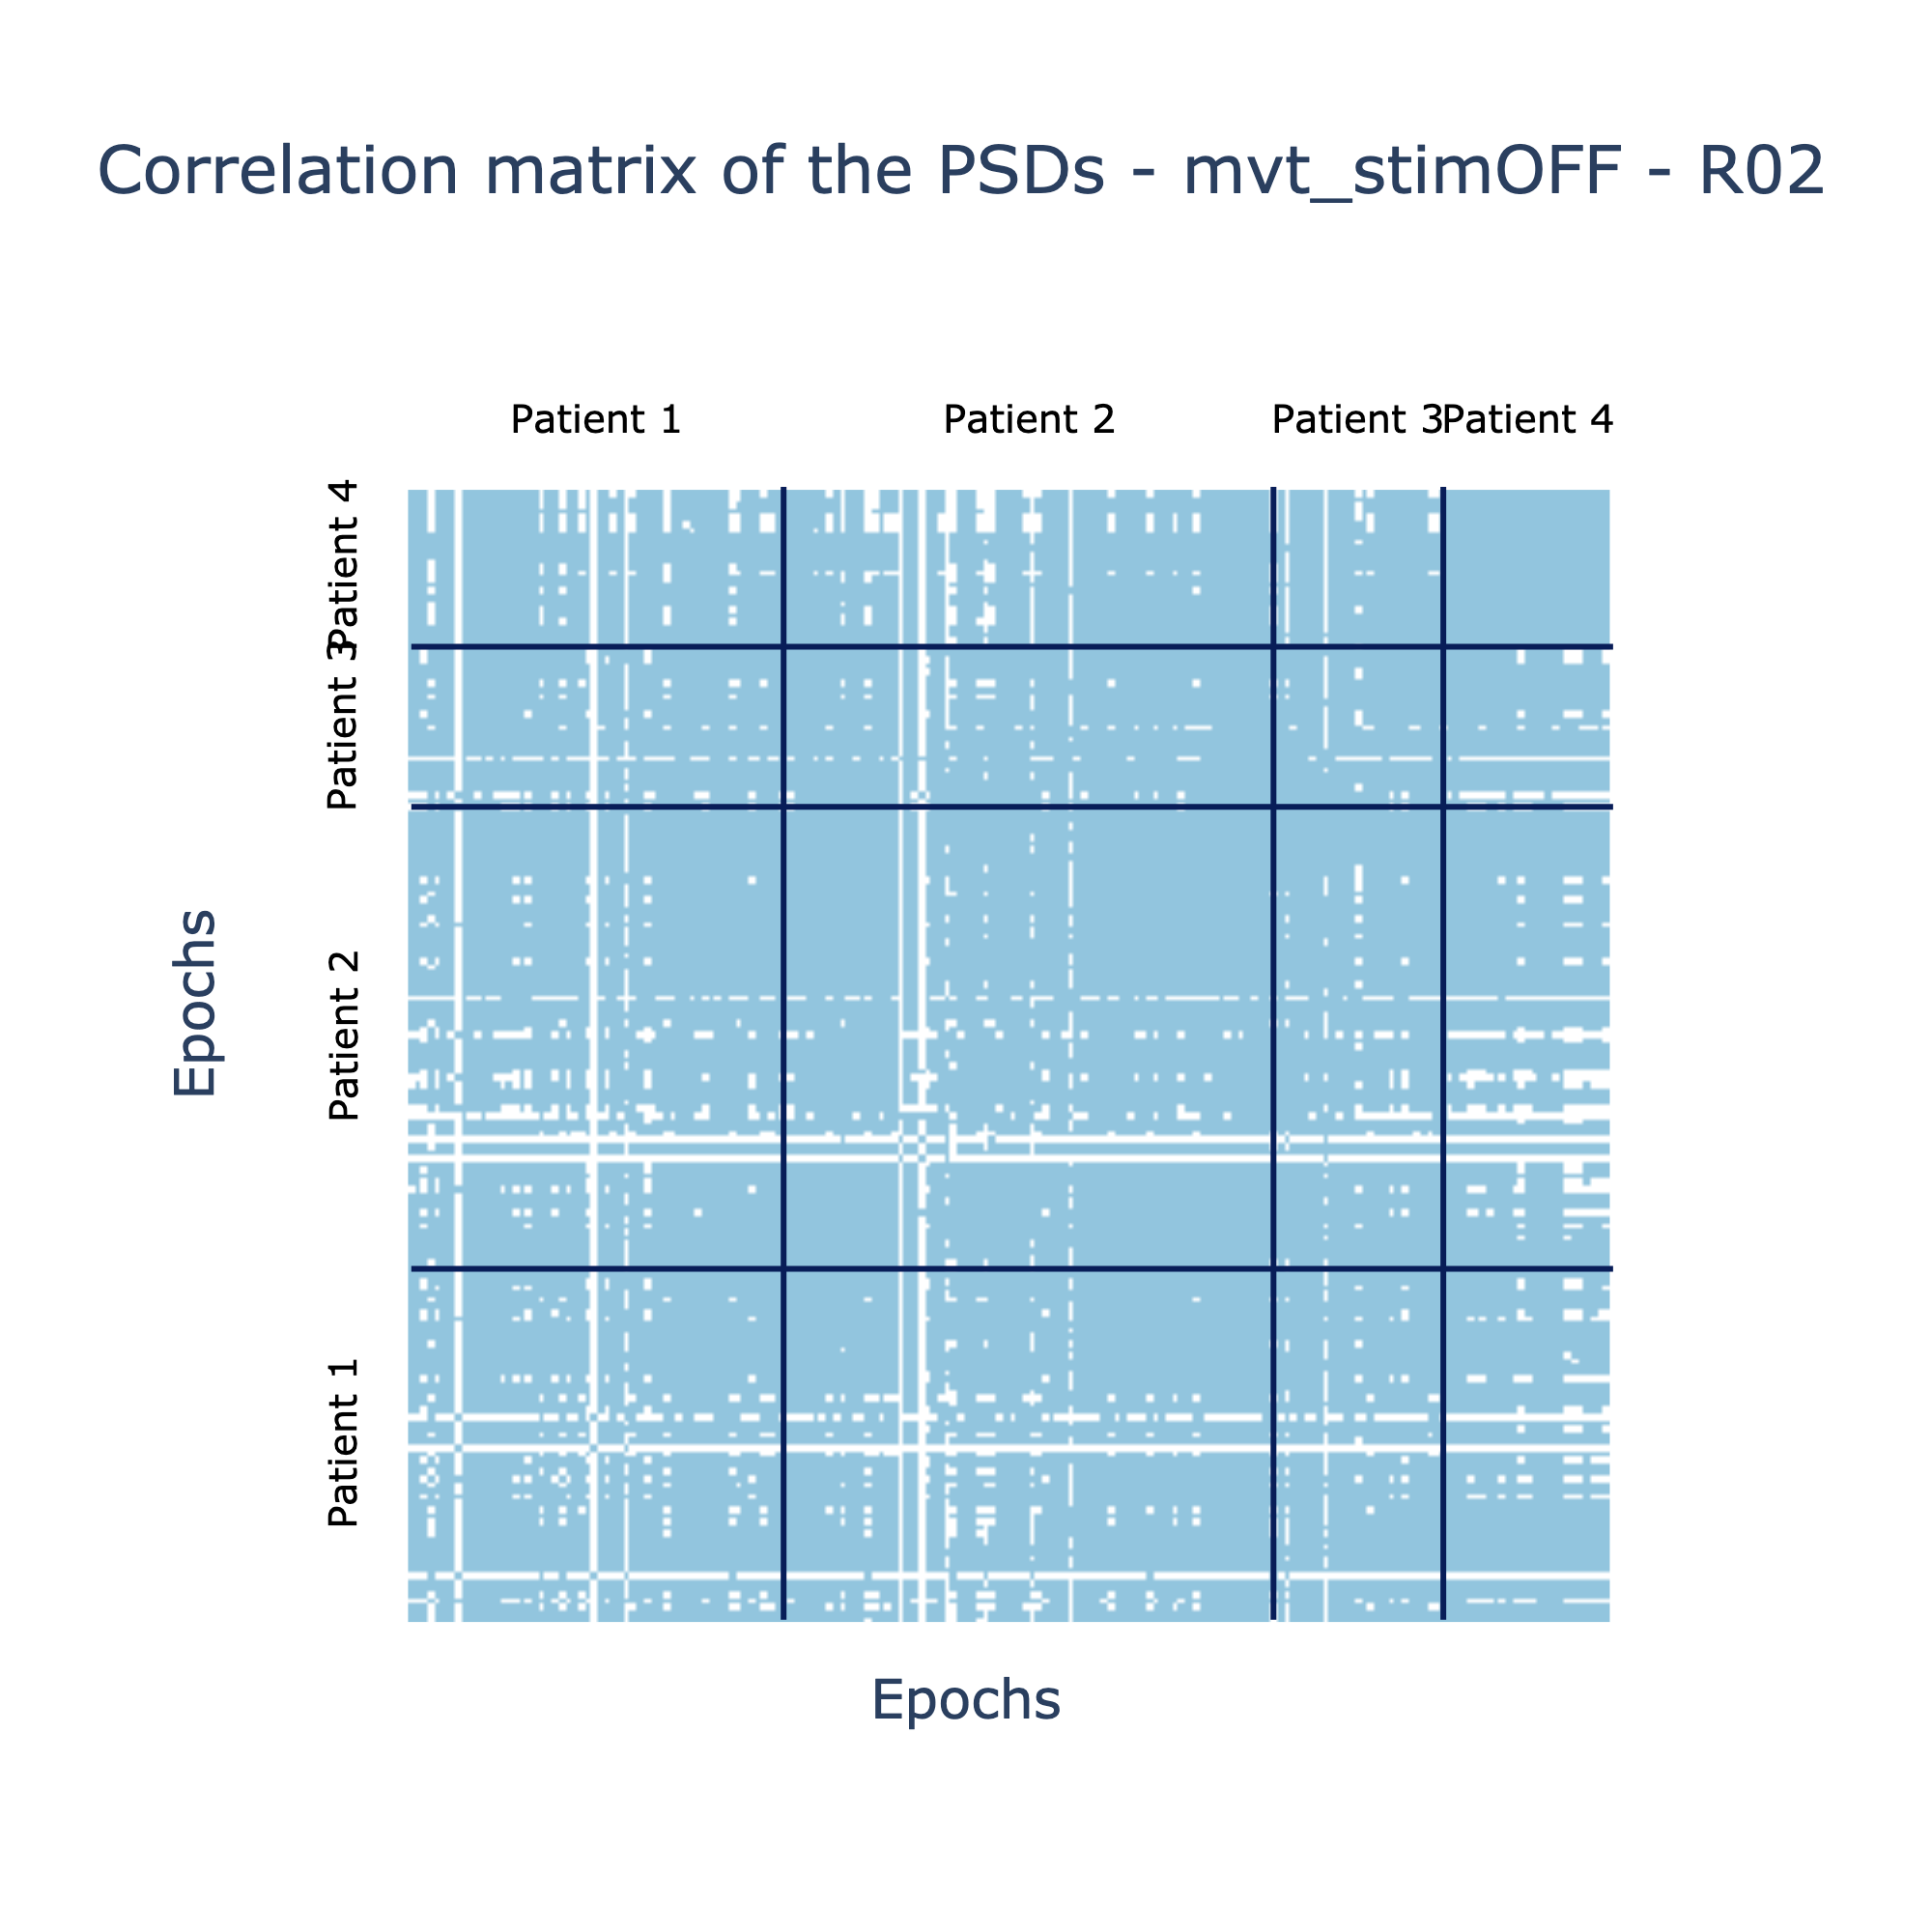 Correlation matrix of the PSDs - mvt_stimOFF - R02
Patient 1
Patient 2
Patient 3
Patient 4
Patient 4
Patient 3
Patient 2
Patient 1
Epochs
Epochs